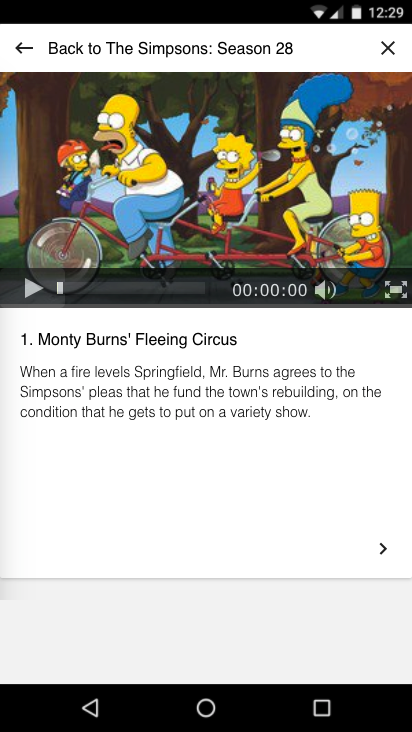 12:29
Back to The Simpsons: Season 28
00:00:00
1. Monty Burns' Fleeing Circus
When a fire levels Springfield, Mr. Burns agrees to the
Simpsons' pleas that he fund the town's rebuilding, on the
condition that he gets to put on a variety show.